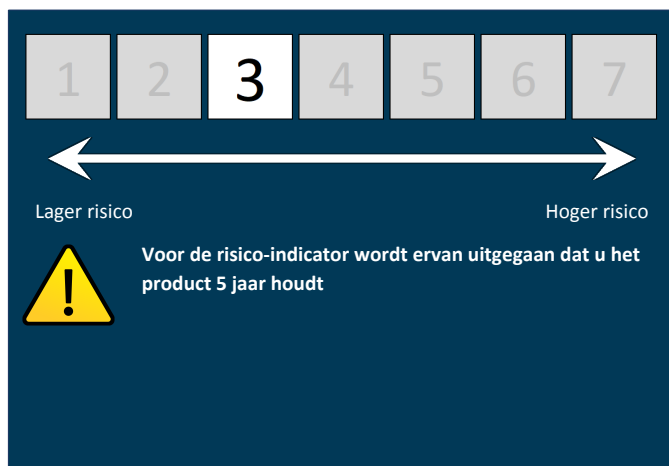 1 2 3 4 5 6 7
Lager risico Hoger risico
!
Voor de risico-indicator wordt ervan uitgegaan dat u het
product 5 jaar houdt